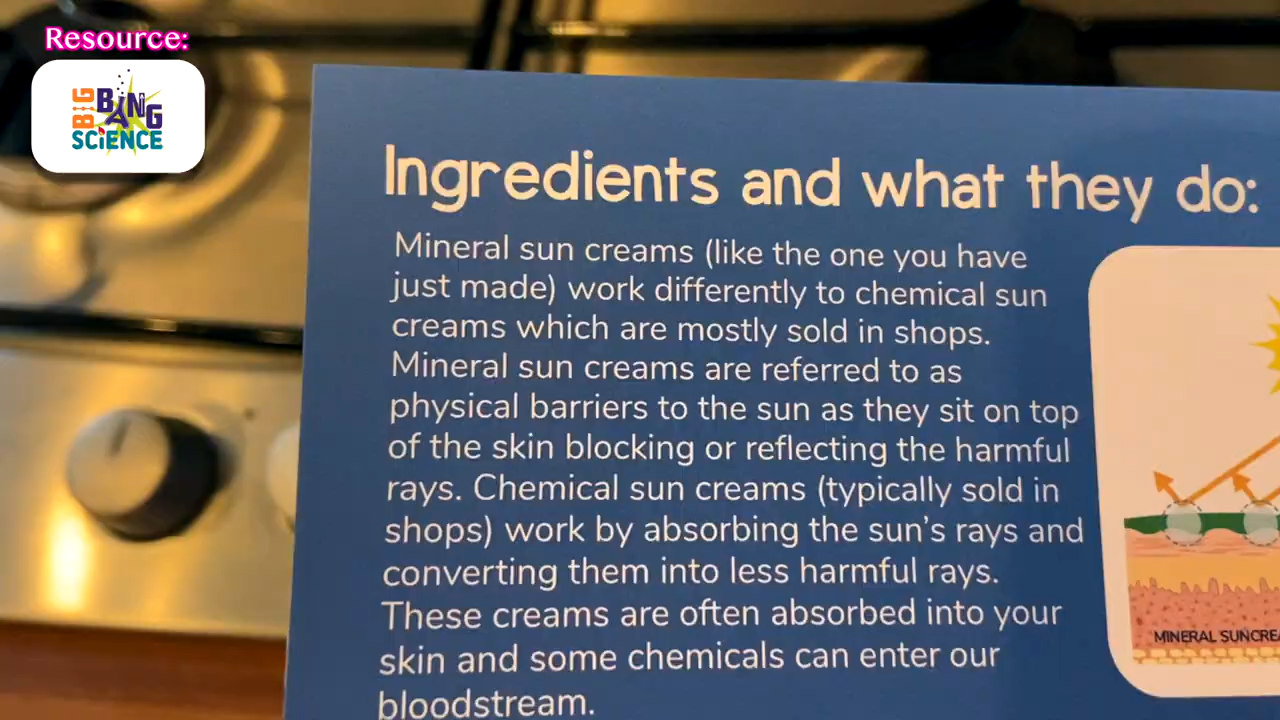 Resource:
BIG BANG
SCiENCE
Ingredients and what they do:
Mineral sun creams (like the one you have
just made) work differently to chemical sun
creams which are mostly sold in shops.
Mineral sun creams are referred to as
physical barriers to the sun as they sit on top
of the skin blocking or reflecting the harmful
rays. Chemical sun creams (typically sold in
shops) work by absorbing the sun's rays and
converting them into less harmful rays.
These creams are often absorbed into your
skin and some chemicals can enter our
bloodstream.
MINERAL SUNCREA